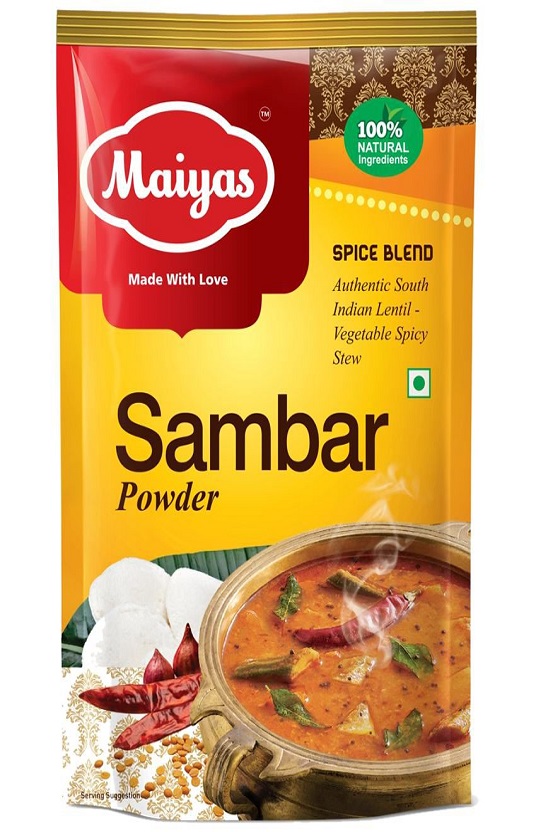 ™
Maiyas
Made With Love
100%
NATURAL
Ingredients
SPICE BLEND
Authentic South
Indian Lentil -
Vegetable Spicy
Stew
Sambar
Powder
Serving Suggestion